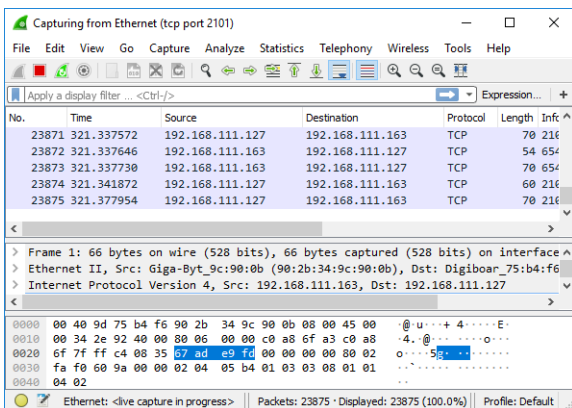 Capturing from Ethernet (tcp port 2101)
File Edit View Go Capture Analyze Statistics Telephony Wireless Tools Help
Apply a display filter ... <Ctrl-/> Expression... +
No. Time Source Destination Protocol Length Info
23871 321.337572 192.168.111.127 192.168.111.163 TCP 70 210
23872 321.337646 192.168.111.163 192.168.111.127 TCP 54 654
23873 321.337730 192.168.111.163 192.168.111.127 TCP 70 654
23874 321.341872 192.168.111.127 192.168.111.163 TCP 60 210
23875 321.377954 192.168.111.127 192.168.111.163 TCP 70 210
> Frame 1: 66 bytes on wire (528 bits), 66 bytes captured (528 bits) on interface
> Ethernet II, Src: Giga-Byt_9c:90:0b (90:2b:34:9c:90:0b), Dst: Digiboar_75:b4:f6
> Internet Protocol Version 4, Src: 192.168.111.163, Dst: 192.168.111.127
0000 00 40 9d 75 b4 f6 90 2b 34 9c 90 0b 08 00 45 00 ·@·u···+ 4·····E·
0010 00 34 2e 92 40 00 80 06 00 00 c0 a8 6f a3 c0 a8 ·4.·@··· ····o···
0020 6f 7f ff c4 08 35 67 ad e9 fd 00 00 00 00 80 02 o····5g· ········
0030 fa f0 60 9a 00 00 02 04 05 b4 01 03 03 08 01 01 ··`····· ········
0040 04 02 ··
Ethernet: <live capture in progress> Packets: 23875 · Displayed: 23875 (100.0%) Profile: Default